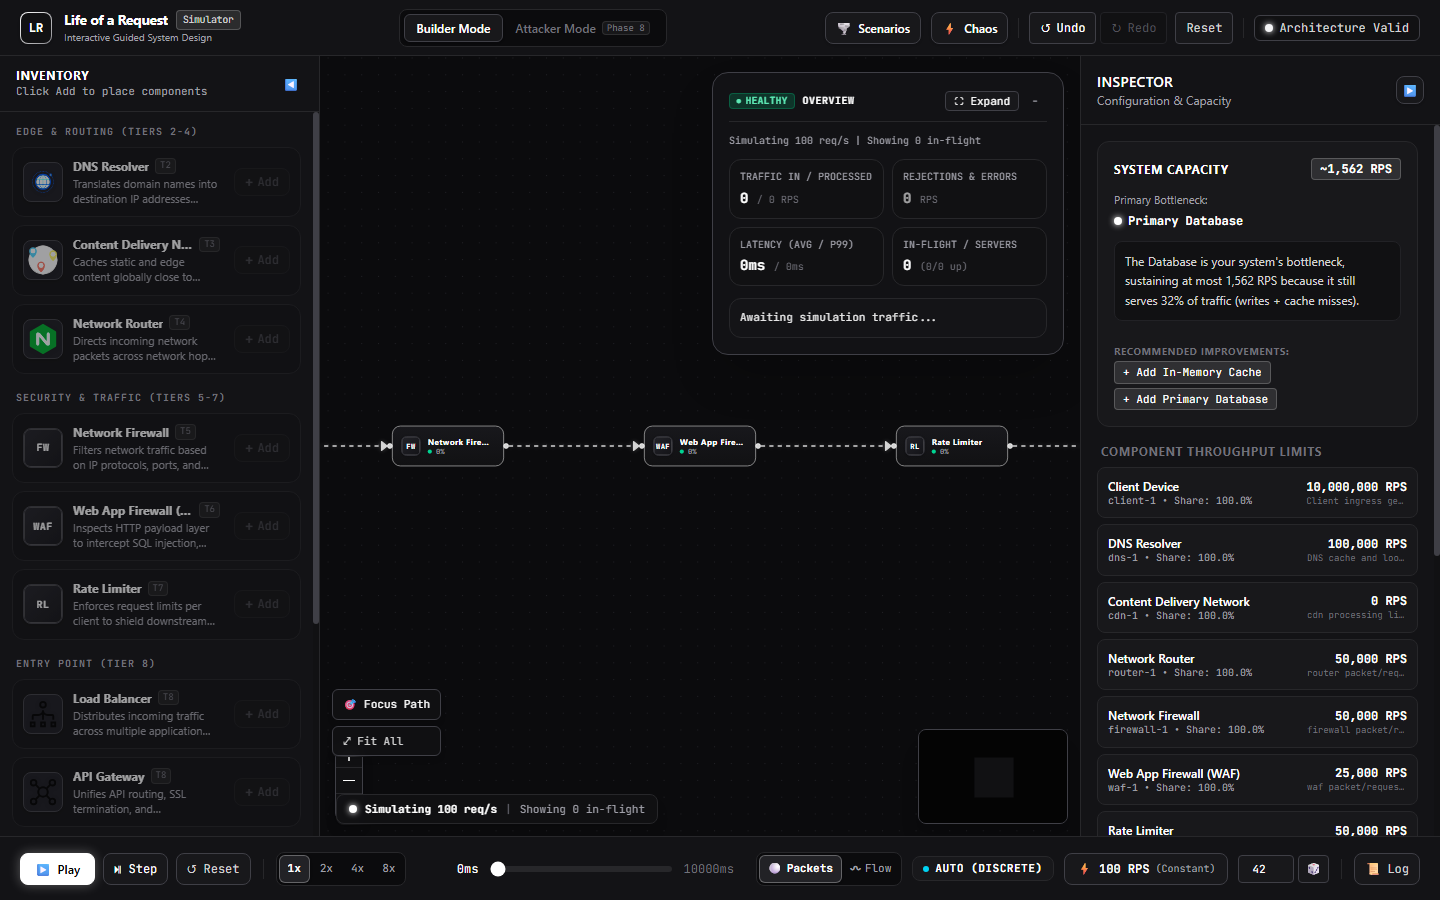 LR
Life of a Request
Simulator
Interactive Guided System Design
Builder Mode
Attacker Mode Phase 8
Scenarios
Chaos
↺ Undo
↻ Redo
Reset
Architecture Valid
INVENTORY
Click Add to place components
EDGE & ROUTING (TIERS 2-4)
DNS Resolver T2
Translates domain names into
destination IP addresses...
+ Add
Content Delivery N... T3
Caches static and edge
content globally close to...
+ Add
Network Router T4
Directs incoming network
packets across network hop...
+ Add
SECURITY & TRAFFIC (TIERS 5-7)
FW
Network Firewall T5
Filters network traffic based
on IP protocols, ports, and...
+ Add
WAF
Web App Firewall (... T6
Inspects HTTP payload layer
to intercept SQL injection,...
+ Add
RL
Rate Limiter T7
Enforces request limits per
client to shield downstream...
+ Add
ENTRY POINT (TIER 8)
Load Balancer T8
Distributes incoming traffic
across multiple application...
+ Add
API Gateway T8
Unifies API routing, SSL
termination, and...
+ Add
HEALTHY OVERVIEW
Expand -
Simulating 100 req/s | Showing 0 in-flight
TRAFFIC IN / PROCESSED
0 / 0 RPS
REJECTIONS & ERRORS
0 RPS
LATENCY (AVG / P99)
0ms / 0ms
IN-FLIGHT / SERVERS
0 (0/0 up)
Awaiting simulation traffic...
FW Network Fire...
0%
WAF Web App Fire...
0%
RL Rate Limiter
0%
Focus Path
Fit All
Simulating 100 req/s | Showing 0 in-flight
INSPECTOR
Configuration & Capacity
SYSTEM CAPACITY
~1,562 RPS
Primary Bottleneck:
Primary Database
The Database is your system's bottleneck,
sustaining at most 1,562 RPS because it still
serves 32% of traffic (writes + cache misses).
RECOMMENDED IMPROVEMENTS:
+ Add In-Memory Cache
+ Add Primary Database
COMPONENT THROUGHPUT LIMITS
Client Device 10,000,000 RPS
client-1 • Share: 100.0% Client ingress ge…
DNS Resolver 100,000 RPS
dns-1 • Share: 100.0% DNS cache and loo…
Content Delivery Network 0 RPS
cdn-1 • Share: 100.0% cdn processing li…
Network Router 50,000 RPS
router-1 • Share: 100.0% router packet/req…
Network Firewall 50,000 RPS
firewall-1 • Share: 100.0% firewall packet/r…
Web App Firewall (WAF) 25,000 RPS
waf-1 • Share: 100.0% waf packet/reques…
Rate Limiter 50,000 RPS
Play
Step
↺ Reset
1x 2x 4x 8x
0ms 10000ms
Packets
Flow
AUTO (DISCRETE)
100 RPS (Constant)
42
Log